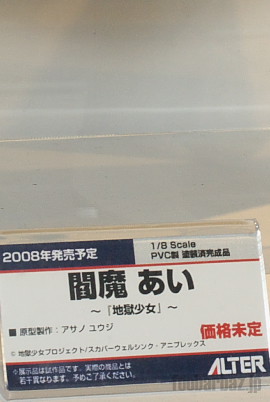 2008年発売予定
1/8 Scale
PVC製 塗装済完成品
閻魔 あい
～『地獄少女』～
■ 原型製作：アサノ ユウジ
価格未定
© 地獄少女プロジェクト/スカパーウェルシンク・アニプレックス
※展示品は試作品です。実際の商品とは
若干異なります。予めご了承ください。
ALTER